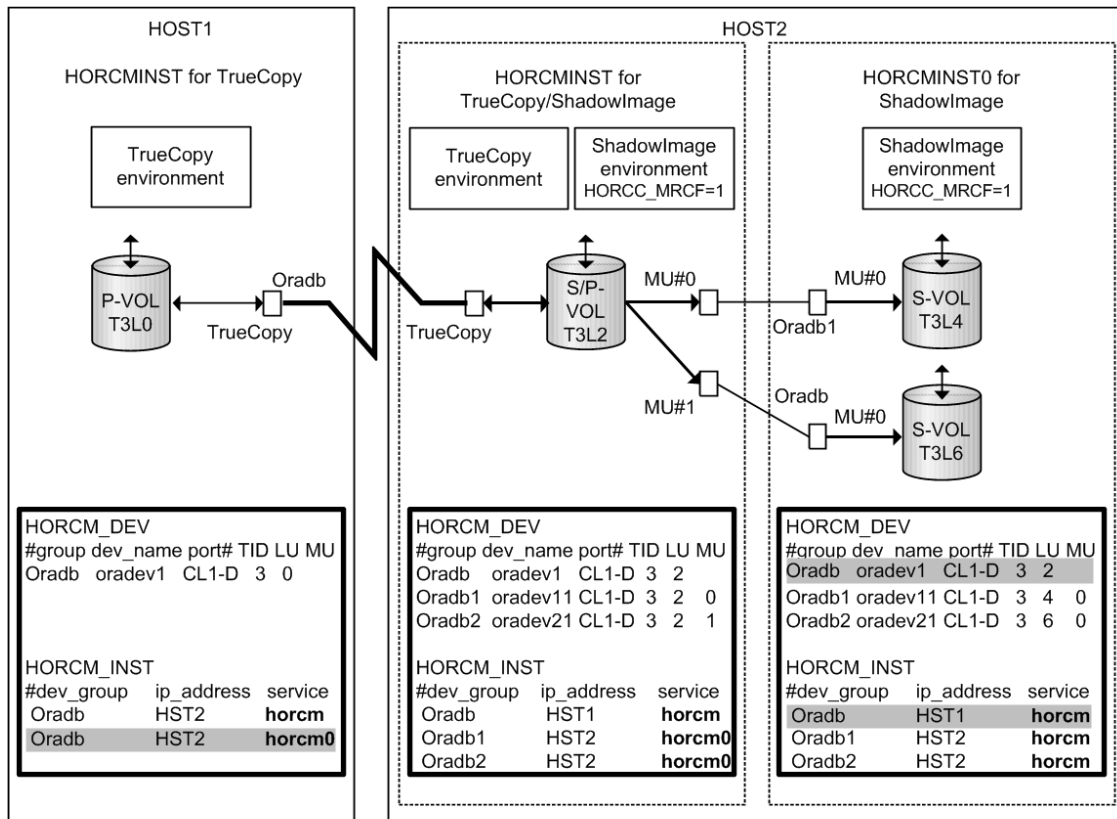 HOST1
HORCMINST for TrueCopy
TrueCopy
environment
P-VOL
T3L0
Oradb
TrueCopy
HORCM_DEV
#group dev_name port# TID LU MU
Oradb oradev1 CL1-D 3 0
HORCM_INST
#dev_group ip_address service
Oradb HST2 horcm
Oradb HST2 horcm0
HOST2
HORCMINST for
TrueCopy/ShadowImage
TrueCopy
environment
ShadowImage
environment
HORCC_MRCF=1
TrueCopy
S/P-
VOL
T3L2
MU#0
MU#1
HORCM_DEV
#group dev_name port# TID LU MU
Oradb oradev1 CL1-D 3 2
Oradb1 oradev11 CL1-D 3 2 0
Oradb2 oradev21 CL1-D 3 2 1
HORCM_INST
#dev_group ip_address service
Oradb HST1 horcm
Oradb1 HST2 horcm0
Oradb2 HST2 horcm0
HORCMINST0 for
ShadowImage
ShadowImage
environment
HORCC_MRCF=1
MU#0
Oradb1
S-VOL
T3L4
Oradb
MU#0
S-VOL
T3L6
HORCM_DEV
#group dev_name port# TID LU MU
Oradb oradev1 CL1-D 3 2
Oradb1 oradev11 CL1-D 3 4 0
Oradb2 oradev21 CL1-D 3 6 0
HORCM_INST
#dev_group ip_address service
Oradb HST1 horcm
Oradb1 HST2 horcm
Oradb2 HST2 horcm